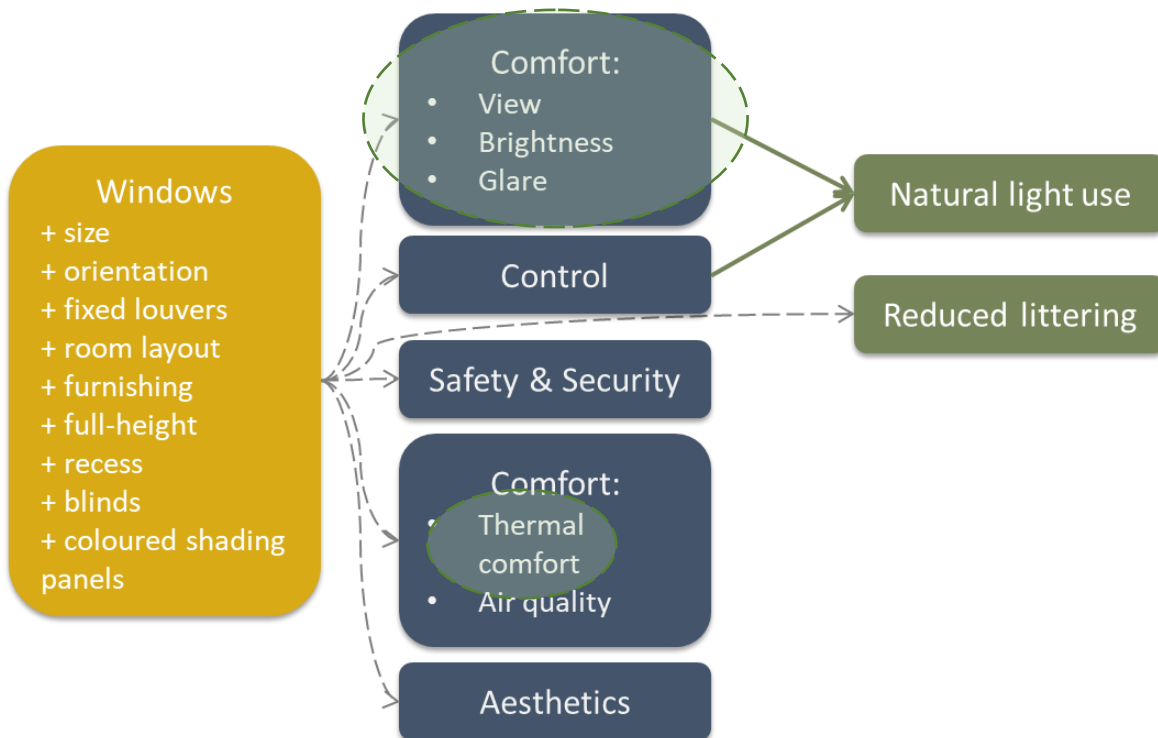 Windows
+ size
+ orientation
+ fixed louvers
+ room layout
+ furnishing
+ full-height
+ recess
+ blinds
+ coloured shading
panels
Comfort:
• View
• Brightness
• Glare
Control
Safety & Security
Comfort:
• Thermal
comfort
• Air quality
Aesthetics
Natural light use
Reduced littering